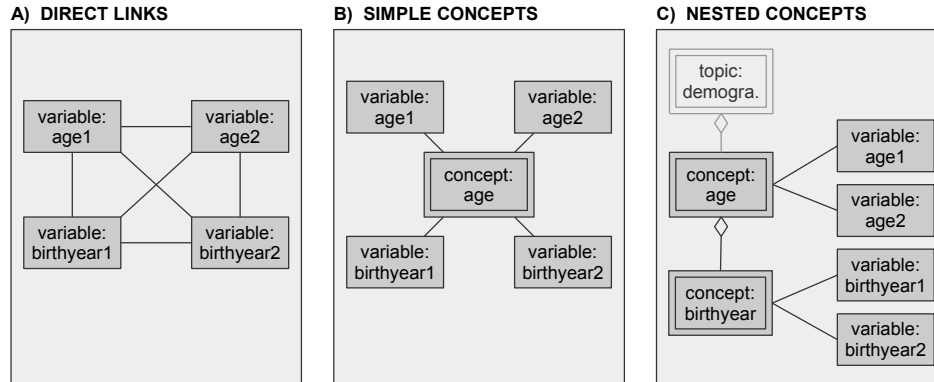 A) DIRECT LINKS
variable:
age1
variable:
age2
variable:
birthyear1
variable:
birthyear2
B) SIMPLE CONCEPTS
variable:
age1
variable:
age2
concept:
age
variable:
birthyear1
variable:
birthyear2
C) NESTED CONCEPTS
topic:
demogra.
concept:
age
variable:
age1
variable:
age2
concept:
birthyear
variable:
birthyear1
variable:
birthyear2